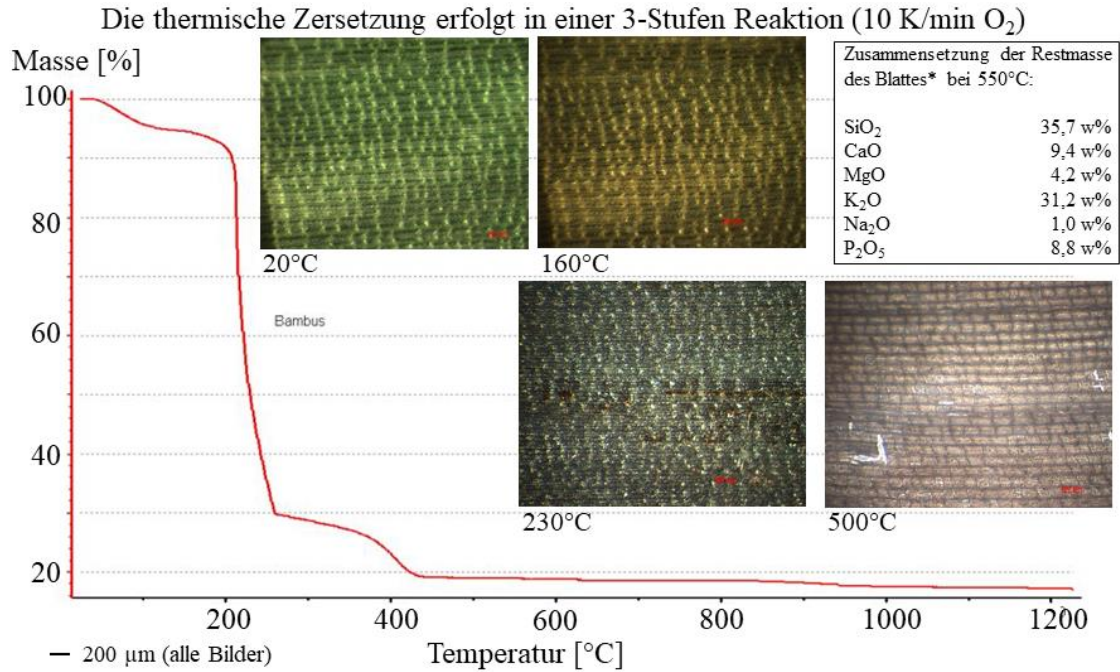 Die thermische Zersetzung erfolgt in einer 3-Stufen Reaktion (10 K/min O₂)
Masse [%]
100
80
60
40
20
Bambus
20°C
160°C
230°C
500°C
Zusammensetzung der Restmasse
des Blattes* bei 550°C:
SiO₂ 35,7 w%
CaO 9,4 w%
MgO 4,2 w%
K₂O 31,2 w%
Na₂O 1,0 w%
P₂O₅ 8,8 w%
0 200 400 600 800 1000 1200
Temperatur [°C]
200 µm (alle Bilder)